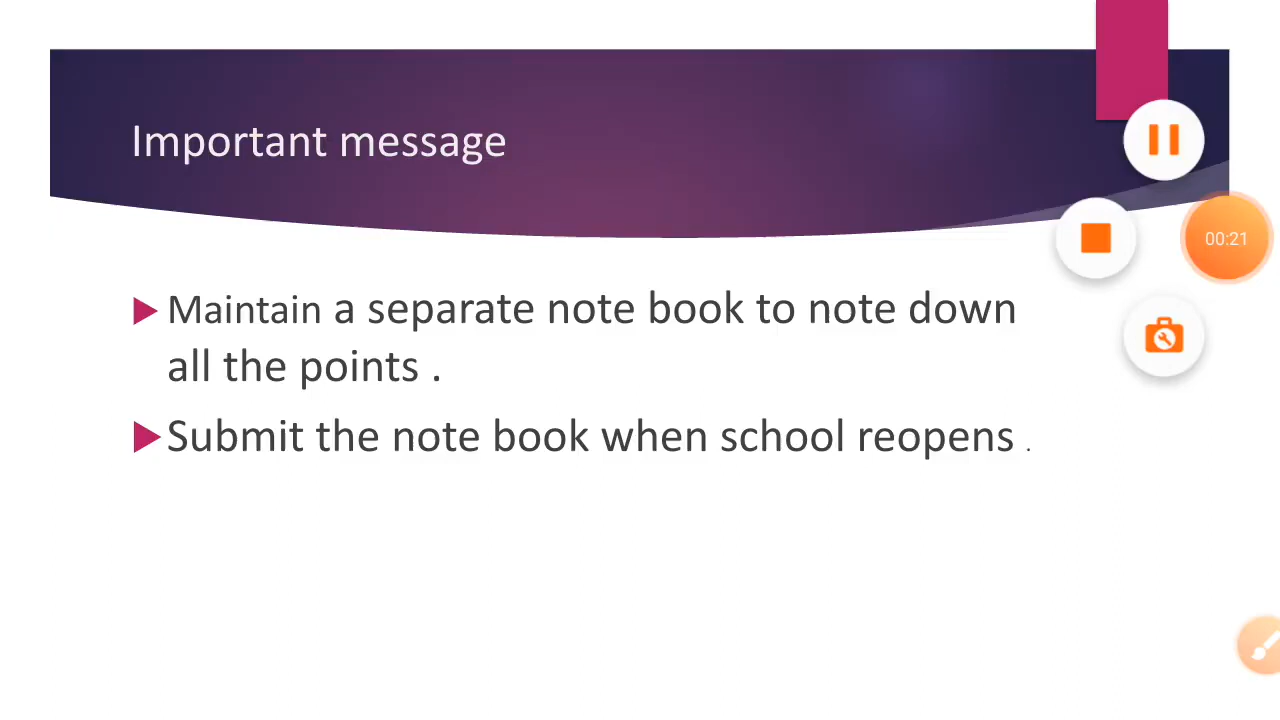 Important message
00:21
Maintain a separate note book to note down
all the points .
Submit the note book when school reopens .